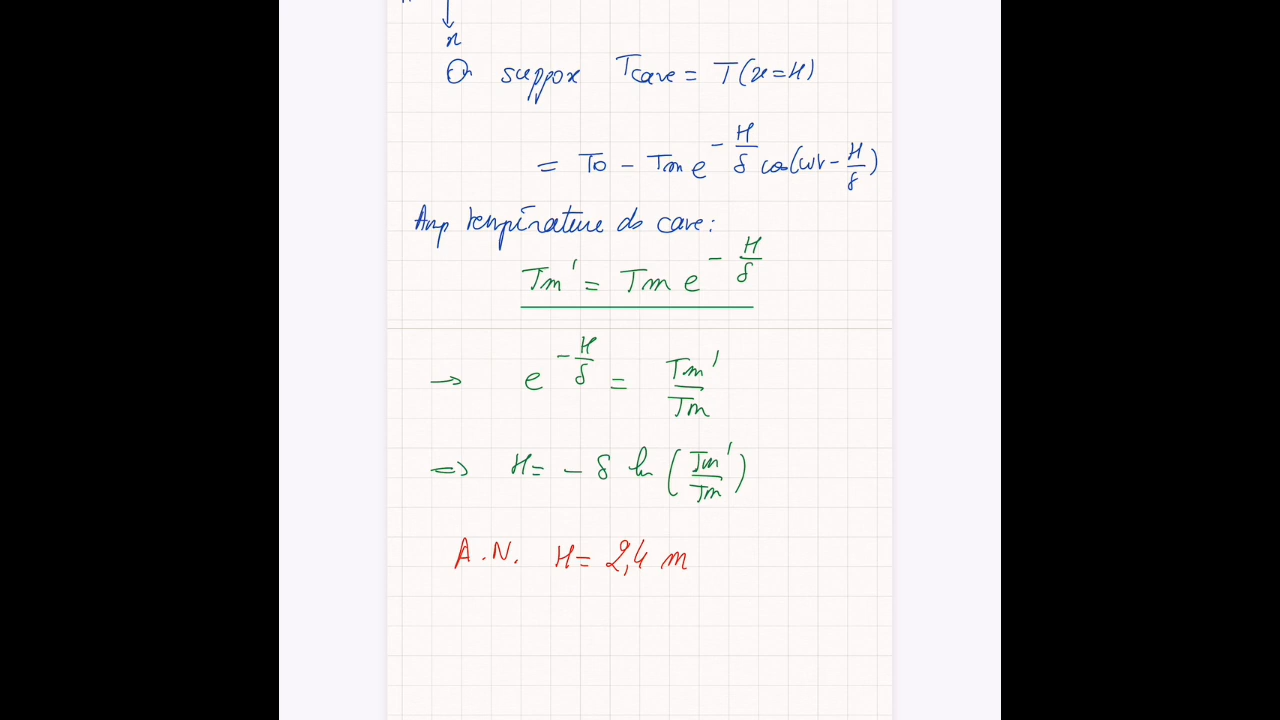 x
On suppose Tcave = T(x=H)
= T0 - Tm e^{-H/δ} cos(ωt - H/δ)
Amp température ds cave :
Tm' = Tm e^{-H/δ}
→ e^{-H/δ} = Tm'/Tm
⇒ H = - δ ln (Tm'/Tm)
A.N. H = 2,4 m